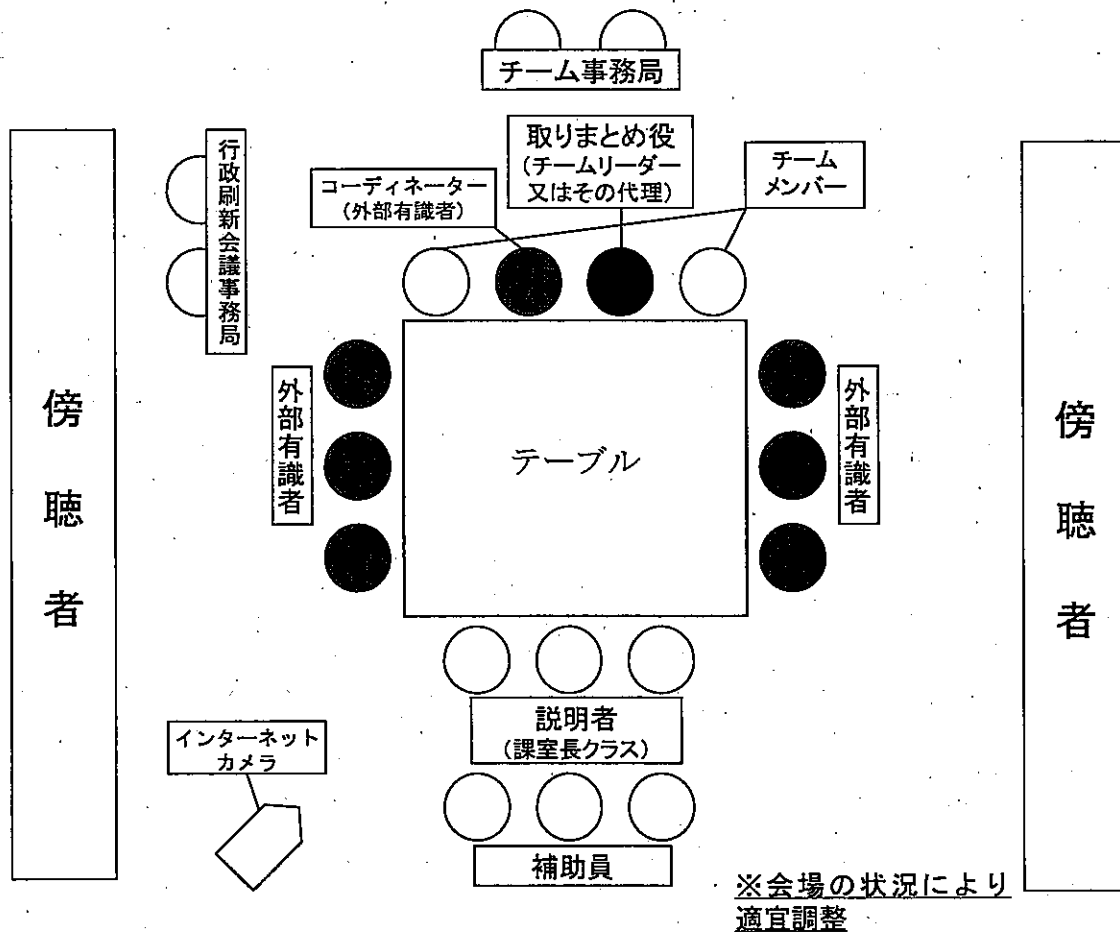 チーム事務局
取りまとめ役
(チームリーダー
又はその代理)
チーム
メンバー
コーディネーター
(外部有識者)
行政刷新会議事務局
外部有識者
テーブル
外部有識者
傍聴者
傍聴者
説明者
(課室長クラス)
インターネット
カメラ
補助員
※会場の状況により
適宜調整